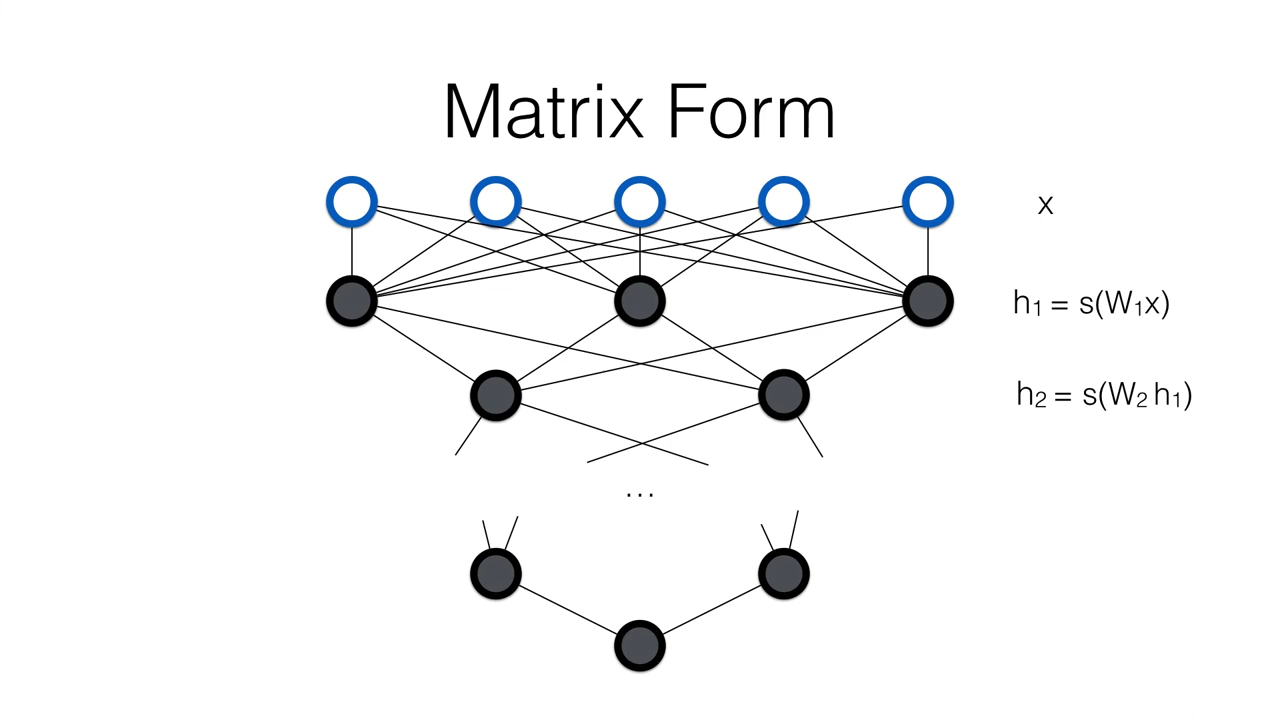 Matrix Form
x
h₁ = s(W₁x)
h₂ = s(W₂ h₁)
...